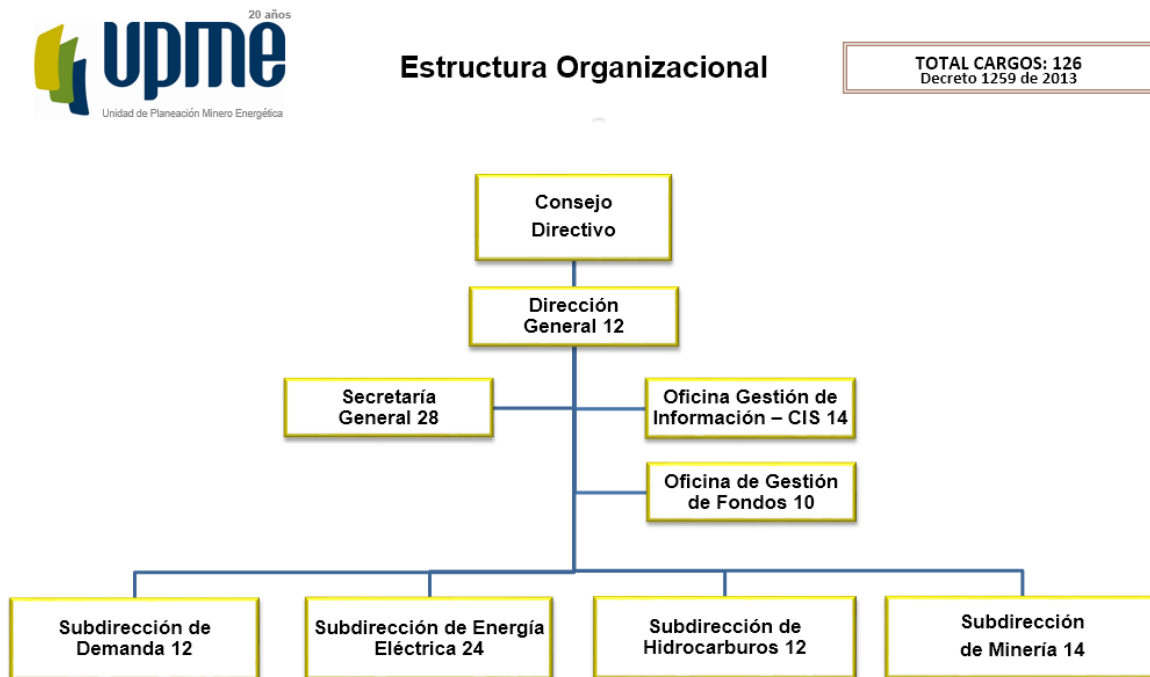 20 años
upme
Unidad de Planeación Minero Energética
Estructura Organizacional
TOTAL CARGOS: 126
Decreto 1259 de 2013
Consejo
Directivo
Dirección
General 12
Secretaría
General 28
Oficina Gestión de
Información – CIS 14
Oficina de Gestión
de Fondos 10
Subdirección de
Demanda 12
Subdirección de Energía
Eléctrica 24
Subdirección de
Hidrocarburos 12
Subdirección
de Minería 14